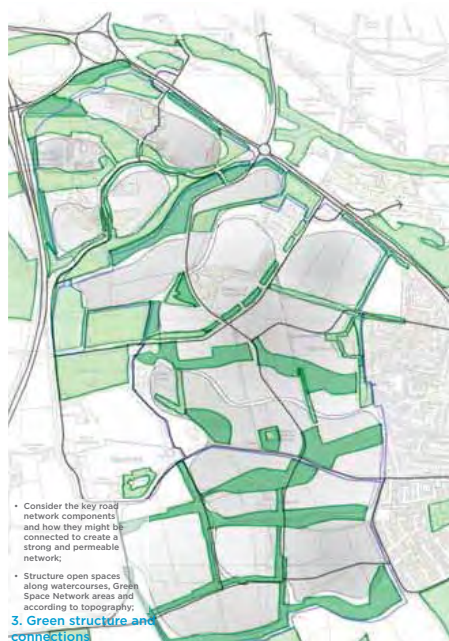 • Consider the key road
network components
and how they might be
connected to create a
strong and permeable
network;
• Structure open spaces
along watercourses, Green
Space Network areas and
according to topography;
3. Green structure and
connections